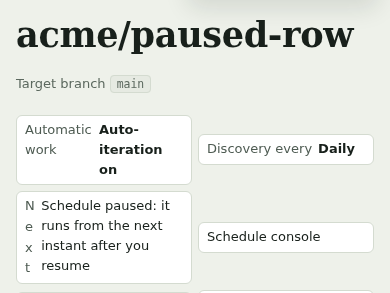 acme/paused-row
Target branch main
Automatic work Auto-iteration on
Discovery every Daily
Next Schedule paused: it runs from the next instant after you resume
Schedule console